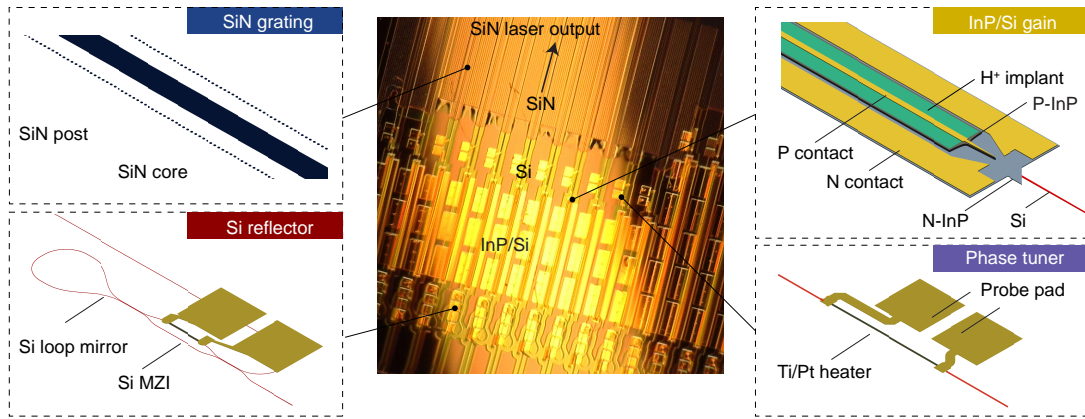 SiN grating
SiN post
SiN core
Si reflector
Si loop mirror
Si MZI
SiN laser output
SiN
Si
InP/Si
InP/Si gain
H⁺ implant
P-InP
P contact
N contact
N-InP
Si
Phase tuner
Probe pad
Ti/Pt heater